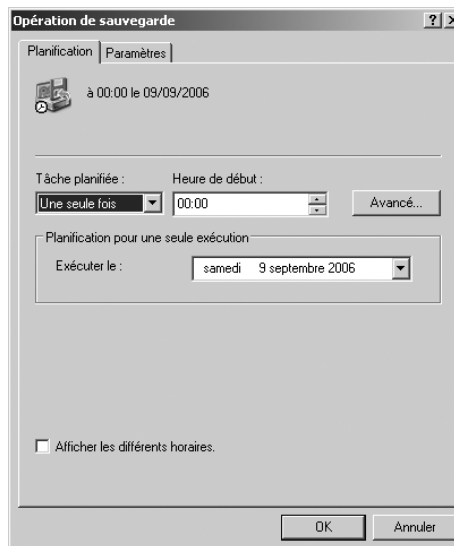 Opération de sauvegarde
Planification Paramètres
à 00:00 le 09/09/2006
Tâche planifiée : Heure de début :
Une seule fois 00:00 Avancé...
Planification pour une seule exécution
Exécuter le : samedi 9 septembre 2006
Afficher les différents horaires.
OK Annuler